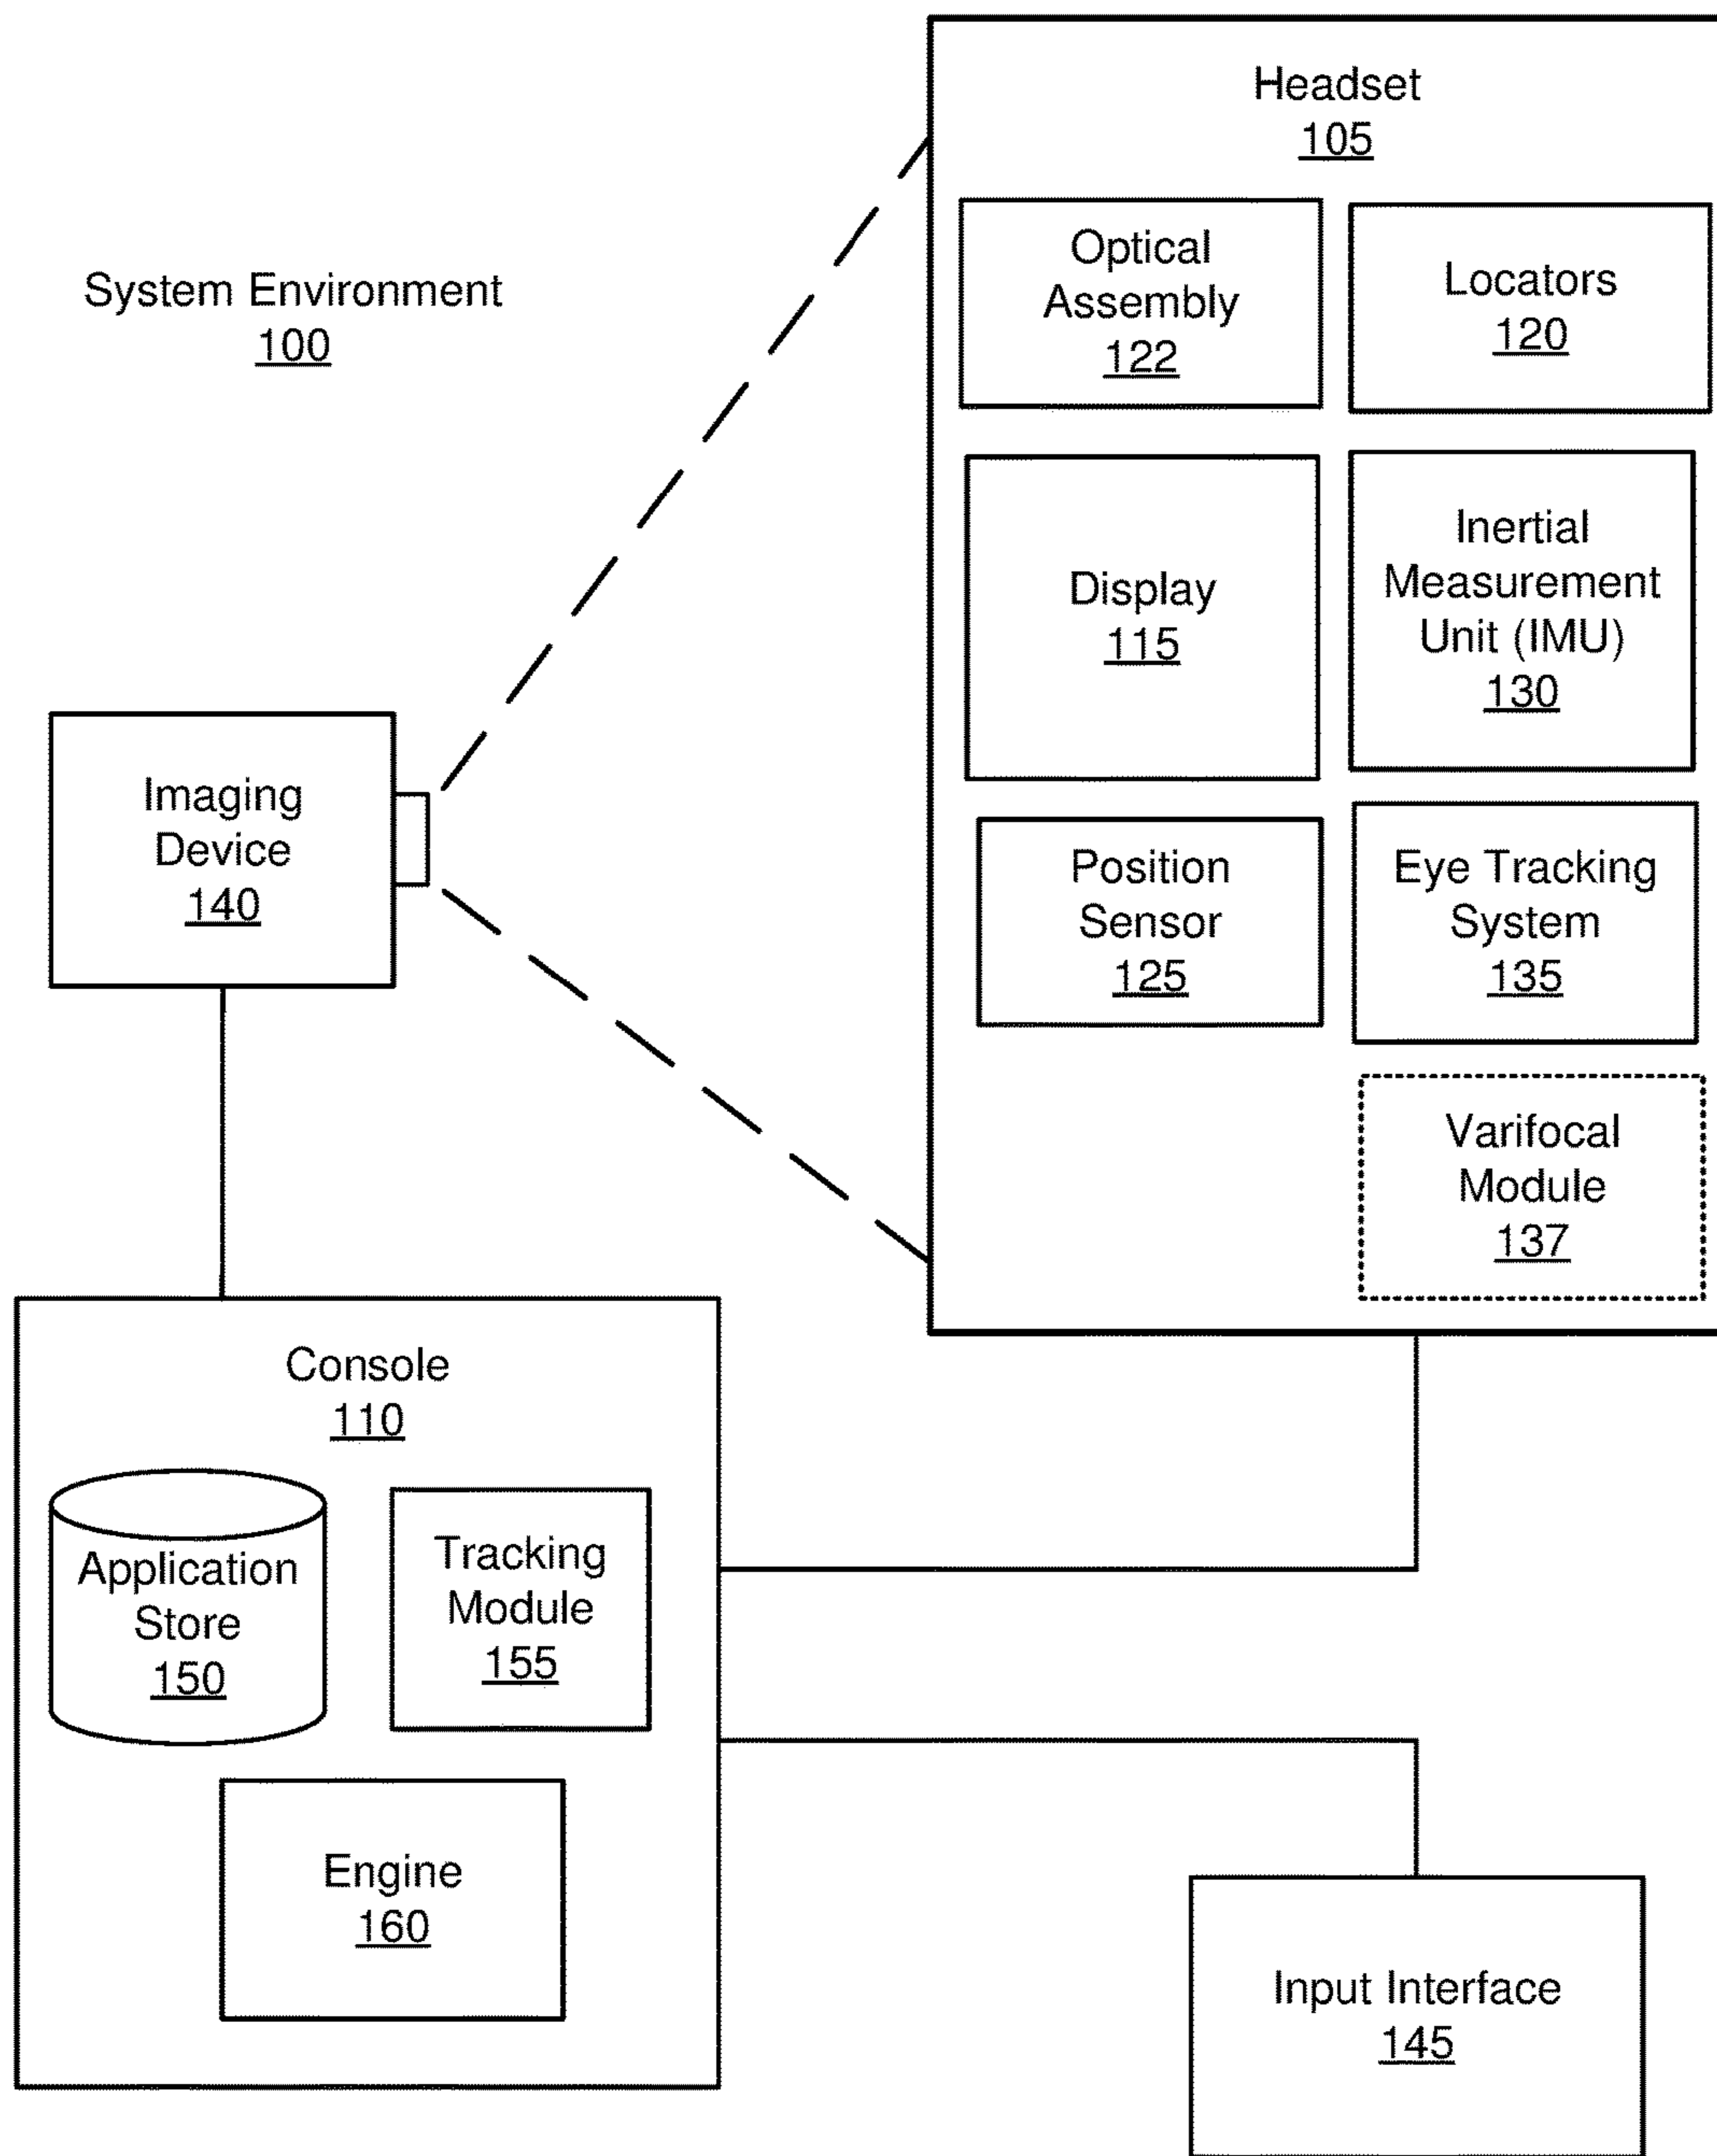 Headset
105
Optical
Assembly
122
Locators
120
System Environment
100
Display
115
Inertial
Measurement
Unit (IMU)
130
Imaging
Device
140
Position
Sensor
125
Eye Tracking
System
135
Varifocal
Module
137
Console
110
Application
Store
150
Tracking
Module
155
Engine
160
Input Interface
145